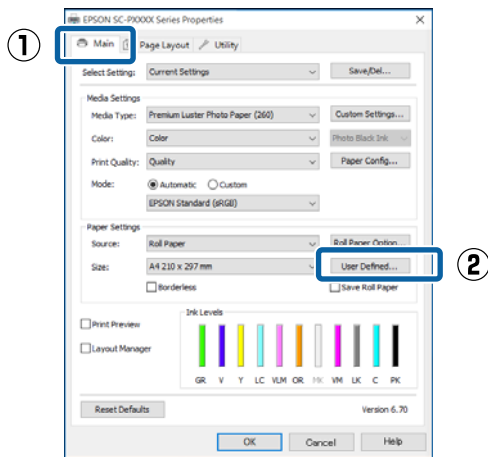 EPSON SC-PXXXX Series Properties
① Main Page Layout Utility
Select Setting: Current Settings Save/Del...
Media Settings
Media Type: Premium Luster Photo Paper (260) Custom Settings...
Color: Color Photo Black Ink
Print Quality: Quality Paper Config...
Mode: Automatic Custom
EPSON Standard (sRGB)
Paper Settings
Source: Roll Paper Roll Paper Option...
Size: A4 210 x 297 mm User Defined... ②
Borderless Save Roll Paper
Ink Levels
Print Preview
Layout Manager
GR V Y LC VLM OR MK VM LK C PK
Reset Defaults Version 6.70
OK Cancel Help